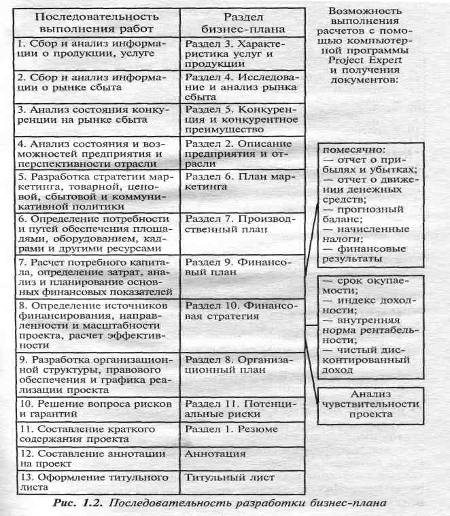 Последовательность
выполнения работ
Раздел
бизнес-плана
1. Сбор и анализ информа-
ции о продукции, услуге
Раздел 3. Характе-
ристика услуг и
продукции
2. Сбор и анализ информа-
ции о рынке сбыта
Раздел 4. Исследова-
ние и анализ рынка
сбыта
3. Анализ состояния конку-
ренции на рынке сбыта
Раздел 5. Конкурен-
ция и конкурентное
преимущество
4. Анализ состояния и воз-
можностей предприятия и
перспективности отрасли
Раздел 2. Описание
предприятия и от-
расли
5. Разработка стратегии мар-
кетинга, товарной, цено-
вой, сбытовой и коммуни-
кативной политики
Раздел 6. План мар-
кетинга
6. Определение потребности
и путей обеспечения площа-
дями, оборудованием, кад-
рами и другими ресурсами
Раздел 7. Производ-
ственный план
7. Расчет потребного капита-
ла, определение затрат, ана-
лиз и планирование основ-
ных финансовых показателей
Раздел 9. Финансо-
вый план
8. Определение источников
финансирования, направ-
ленности и масштабности
проекта, расчет эффектив-
ности
Раздел 10. Финансо-
вая стратегия
9. Разработка организацион-
ной структуры, правового
обеспечения и графика реа-
лизации проекта
Раздел 8. Организа-
ционный план
10. Решение вопроса рисков
и гарантий
Раздел 11. Потенци-
альные риски
11. Составление краткого
содержания проекта
Раздел 1. Резюме
12. Составление аннотации
на проект
Аннотация
13. Оформление титульного
листа
Титульный лист
Возможность
выполнения
расчетов с помо-
щью компьютер-
ной программы
Project Expert
и получения
документов:
помесячно:
— отчет о при-
былях и убытках;
— отчет о движе-
нии денежных
средств;
— прогнозный
баланс;
— начисленные
налоги;
— финансовые
результаты
— срок окупае-
мости;
— индекс доход-
ности;
— внутренняя
норма рентабель-
ности;
— чистый дис-
контированный
доход
Анализ
чувствительности
проекта
Рис. 1.2. Последовательность разработки бизнес-плана